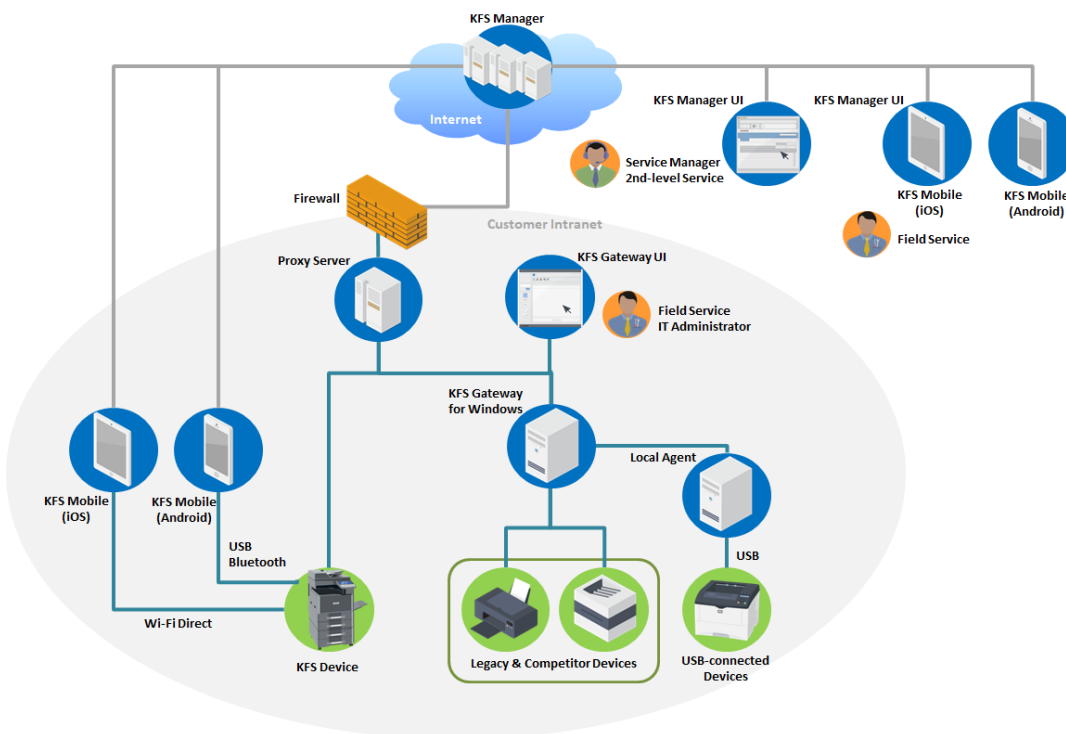 KFS Manager
Internet
KFS Manager UI
KFS Manager UI
Service Manager
2nd-level Service
KFS Mobile
(iOS)
KFS Mobile
(Android)
Field Service
Firewall
Customer Intranet
Proxy Server
KFS Gateway UI
Field Service
IT Administrator
KFS Gateway
for Windows
Local Agent
KFS Mobile
(iOS)
KFS Mobile
(Android)
USB
Bluetooth
USB
Wi-Fi Direct
KFS Device
Legacy & Competitor Devices
USB-connected
Devices